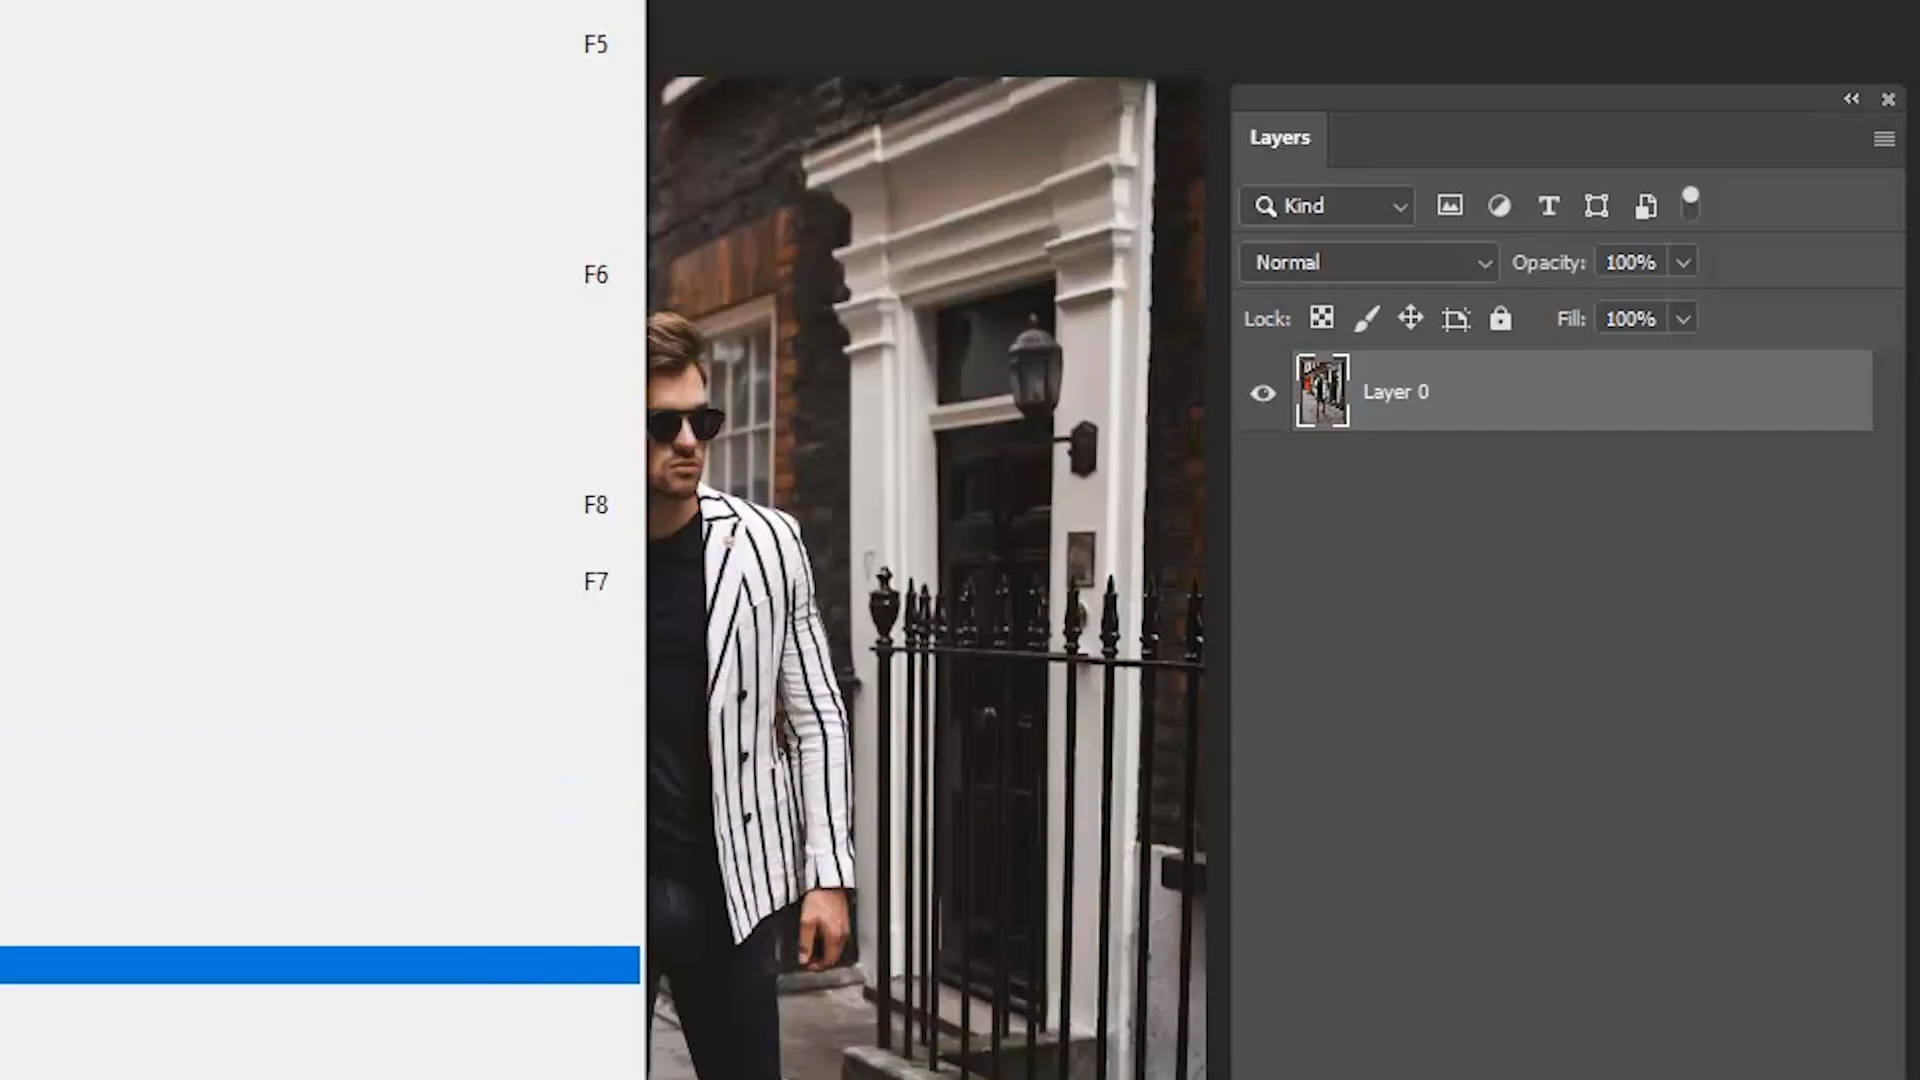 F5
F6
F8
F7
Layers
Kind
Normal
Opacity: 100%
Lock:
Fill: 100%
Layer 0